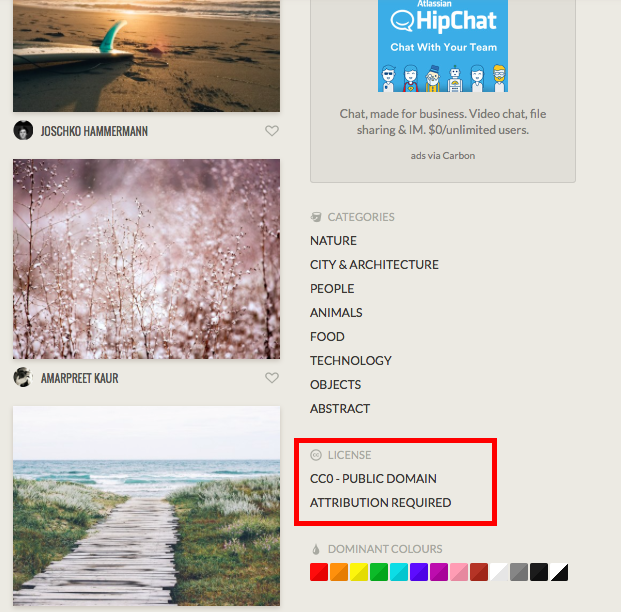 JOSCHKO HAMMERMANN
AMARPREET KAUR
Atlassian
HipChat
Chat With Your Team
Chat, made for business. Video chat, file
sharing & IM. $0/unlimited users.
ads via Carbon
CATEGORIES
NATURE
CITY & ARCHITECTURE
PEOPLE
ANIMALS
FOOD
TECHNOLOGY
OBJECTS
ABSTRACT
cc LICENSE
CC0 - PUBLIC DOMAIN
ATTRIBUTION REQUIRED
DOMINANT COLOURS